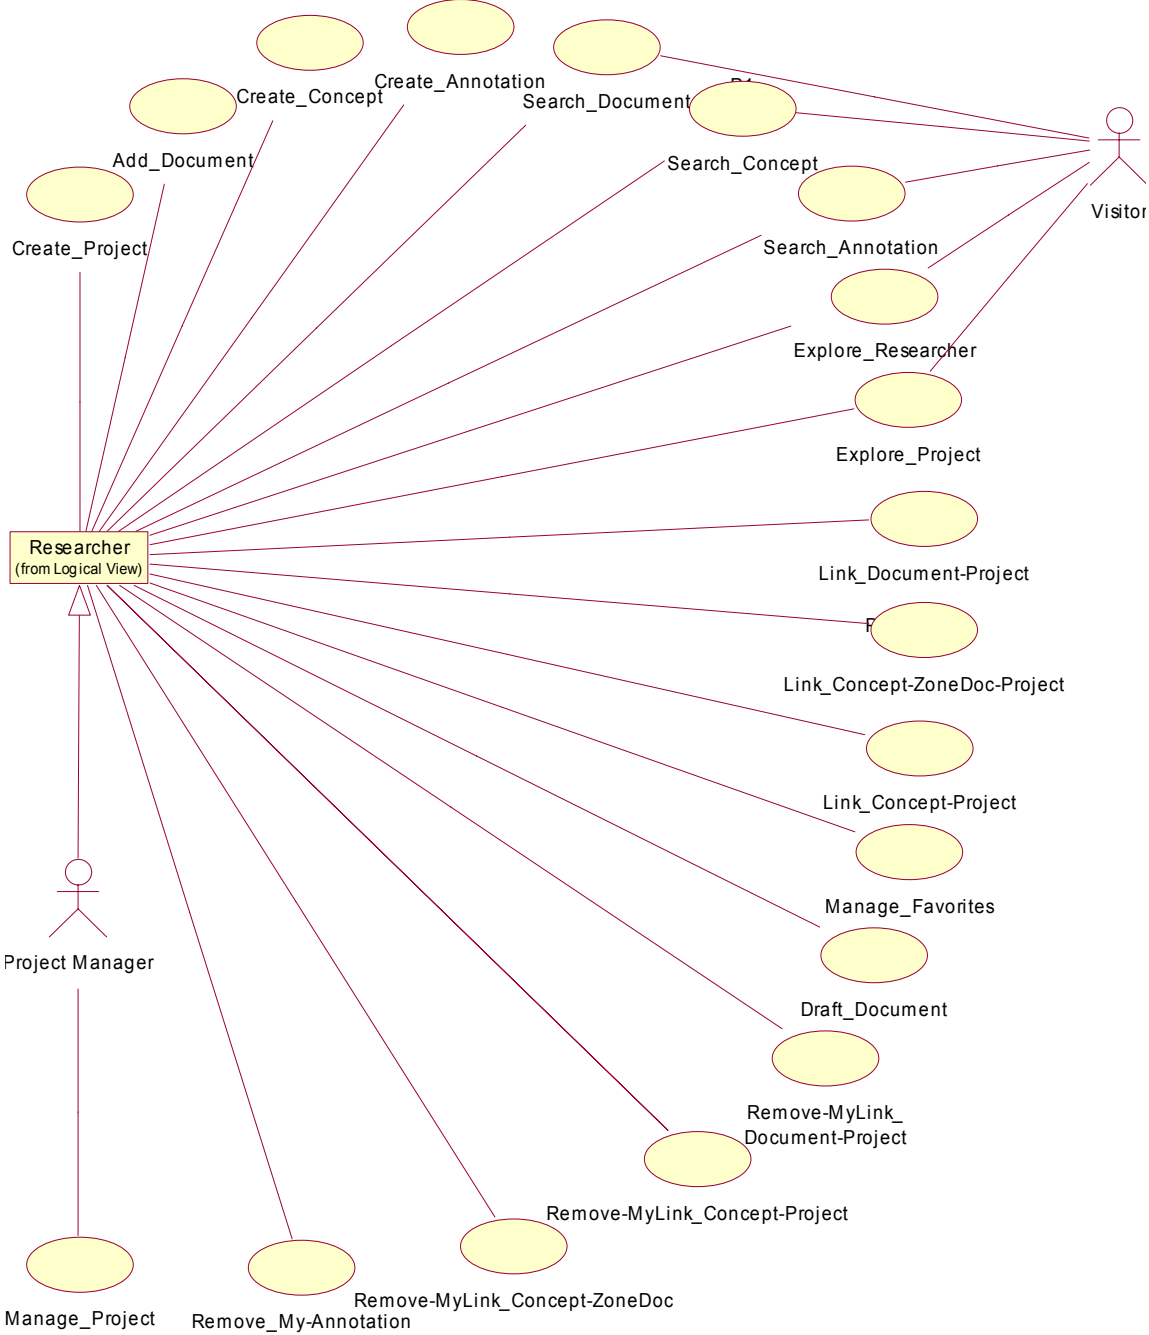 Create_Annotation
Create_Concept
Search_Document
Add_Document
Search_Concept
Visitor
Create_Project
Search_Annotation
Explore_Researcher
Explore_Project
Researcher
(from Logical View)
Link_Document-Project
Link_Concept-ZoneDoc-Project
Link_Concept-Project
Manage_Favorites
Project Manager
Draft_Document
Remove-MyLink_
Document-Project
Remove-MyLink_Concept-Project
Remove-MyLink_Concept-ZoneDoc
Manage_Project
Remove_My-Annotation